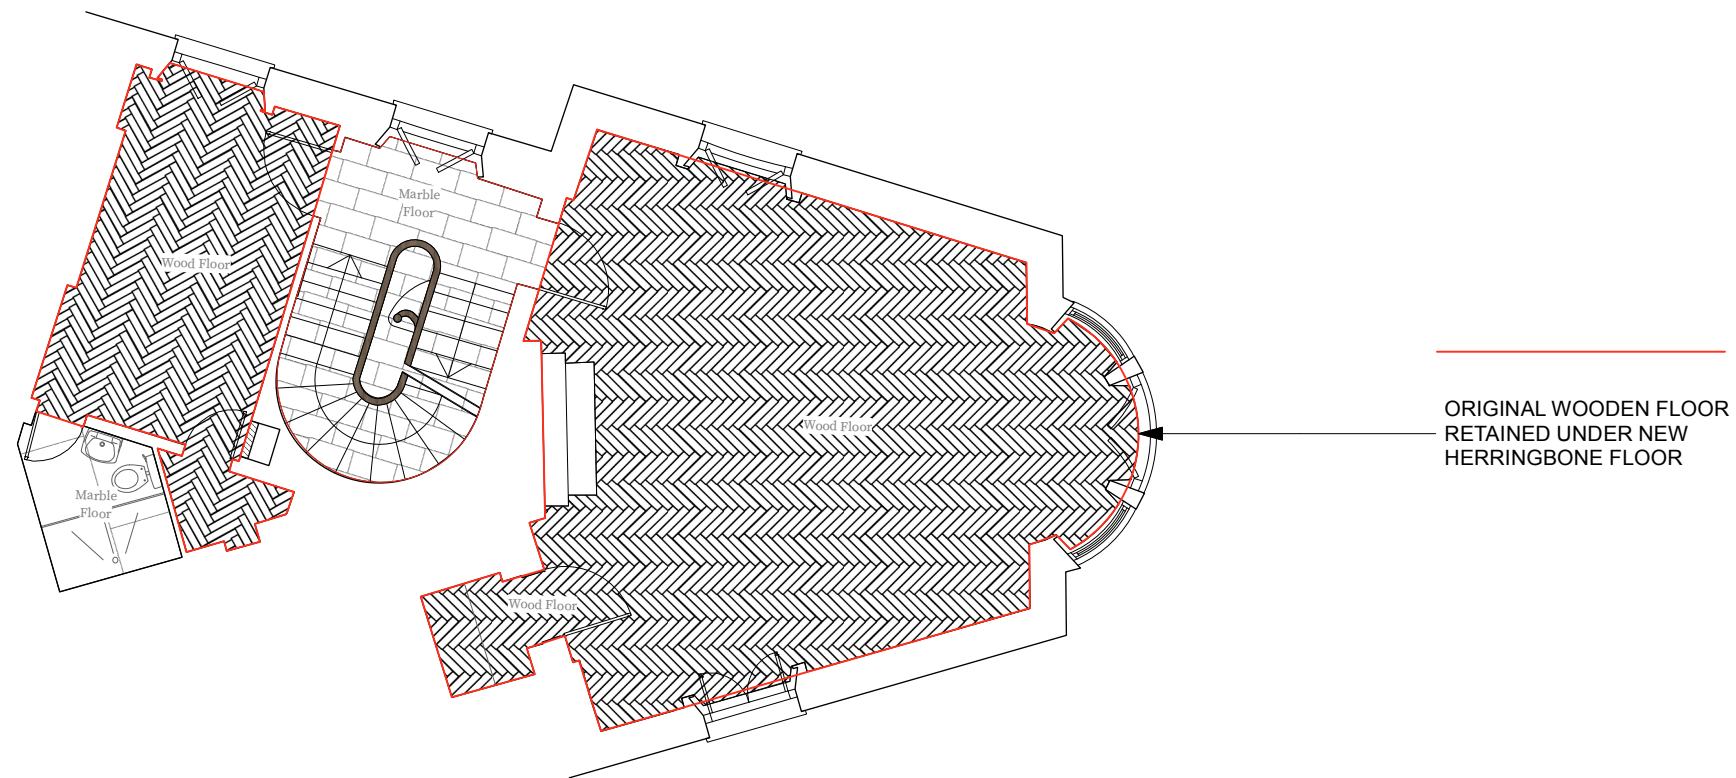 Marble
Floor
Wood Floor
ORIGINAL WOODEN FLOOR
RETAINED UNDER NEW
HERRINGBONE FLOOR
Wood Floor
Marble
Floor
Wood Floor